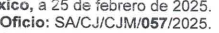 xico, a 25 de febrero de 2025.
Oficio: SA/CJ/CJM/057/2025.